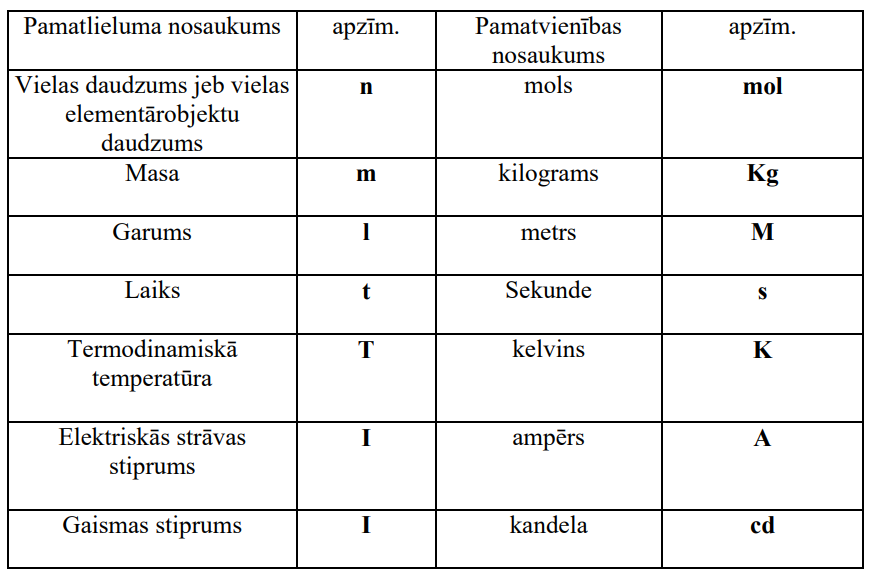 Pamatlieluma nosaukums apzīm. Pamatvienības nosaukums apzīm.
Vielas daudzums jeb vielas elementārobjektu daudzums n mols mol
Masa m kilograms Kg
Garums l metrs M
Laiks t Sekunde s
Termodinamiskā temperatūra T kelvins K
Elektriskās strāvas stiprums I ampērs A
Gaismas stiprums I kandela cd